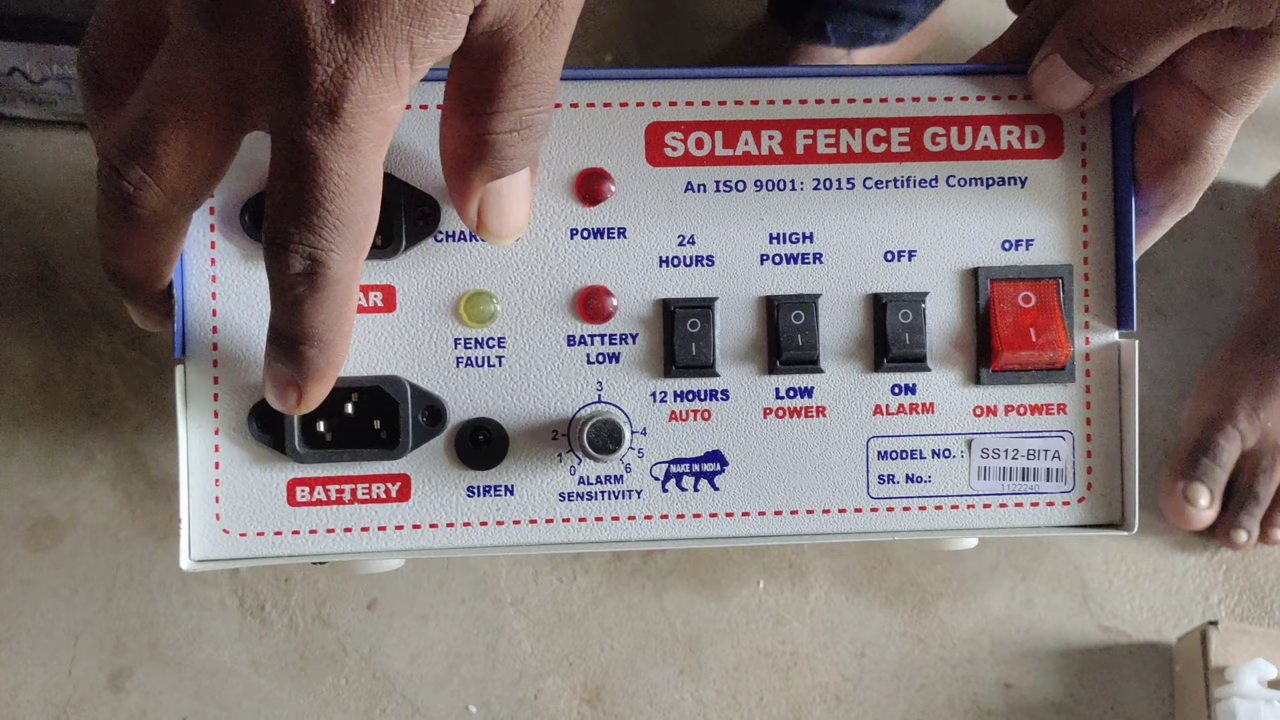 SOLAR FENCE GUARD
An ISO 9001: 2015 Certified Company
POWER
24
HOURS
HIGH
POWER
OFF
OFF
FENCE
FAULT
BATTERY
LOW
O
I
O
I
O
I
O
I
12 HOURS
AUTO
LOW
POWER
ON
ALARM
ON POWER
BATTERY
SIREN
0
1
2
3
4
5
6
ALARM
SENSITIVITY
MAKE IN INDIA
MODEL NO. :
SS12-BITA
SR. No.:
1122240